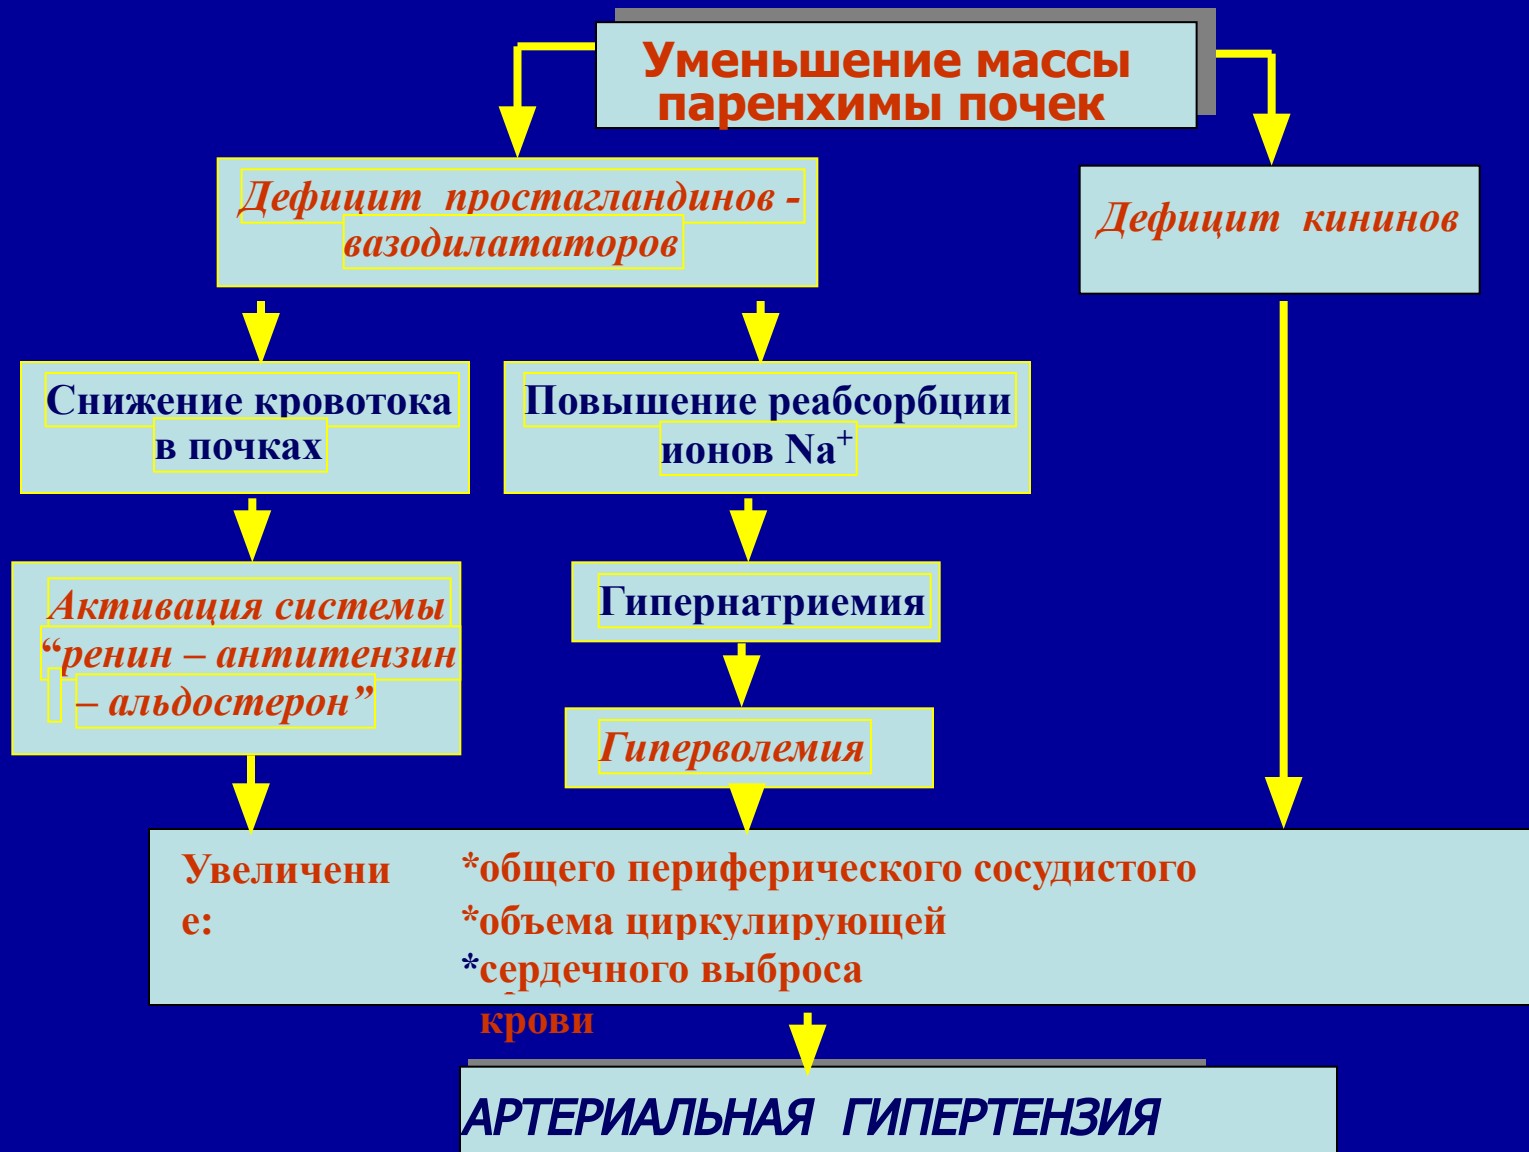 Уменьшение массы
паренхимы почек
Дефицит простагландинов -
вазодилататоров
Дефицит кининов
Снижение кровотока
в почках
Повышение реабсорбции
ионов Na⁺
Активация системы
“ренин – антитензин
– альдостерон”
Гипернатриемия
Гиперволемия
Увеличени
е:
*общего периферического сосудистого
*объема циркулирующей
*сердечного выброса
крови
АРТЕРИАЛЬНАЯ ГИПЕРТЕНЗИЯ